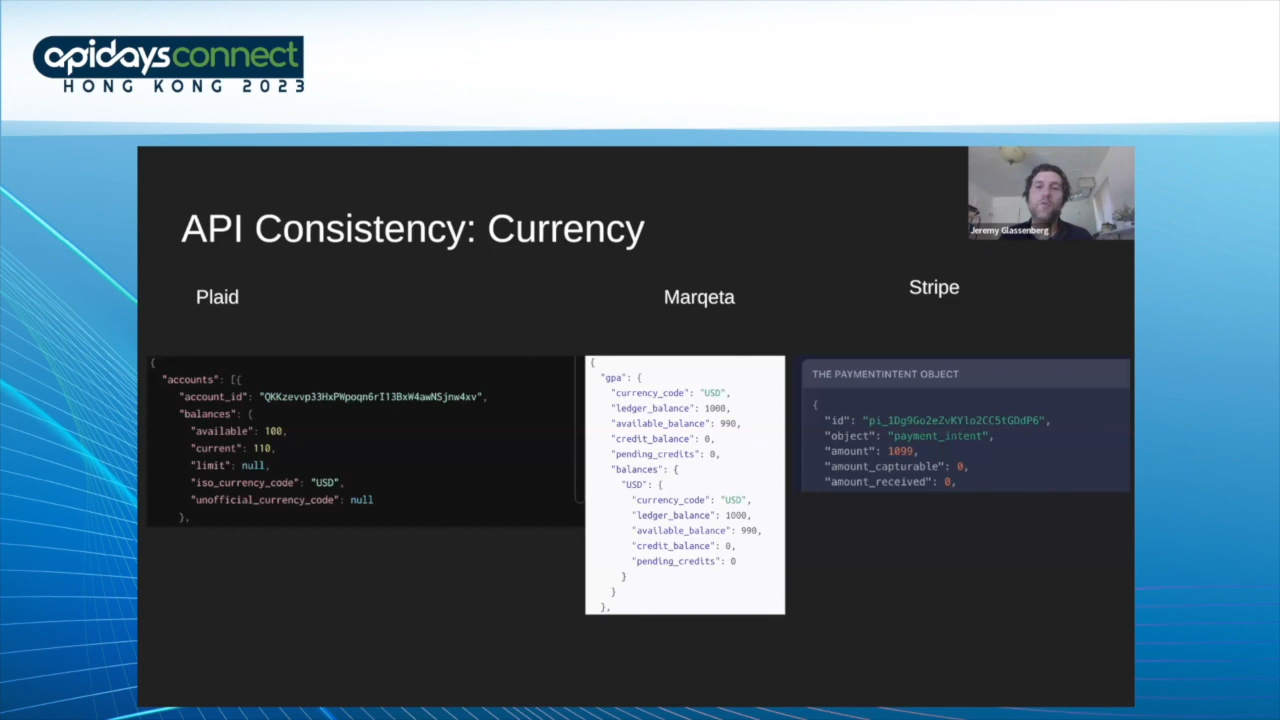 apidays connect
HONG KONG 2023
Jeremy Glassenberg
API Consistency: Currency
Plaid
{
"accounts": [{
"account_id": "QKKzevvp33HxPWpoqn6rI13BxW4awNSjnw4xv",
"balances": {
"available": 100,
"current": 110,
"limit": null,
"iso_currency_code": "USD",
"unofficial_currency_code": null
},
Marqeta
{
"gpa": {
"currency_code": "USD",
"ledger_balance": 1000,
"available_balance": 990,
"credit_balance": 0,
"pending_credits": 0,
"balances": {
"USD": {
"currency_code": "USD",
"ledger_balance": 1000,
"available_balance": 990,
"credit_balance": 0,
"pending_credits": 0
}
}
},
Stripe
THE PAYMENTINTENT OBJECT
{
"id": "pi_1Dg9Go2eZvKYlo2CC5tGDdP6",
"object": "payment_intent",
"amount": 1099,
"amount_capturable": 0,
"amount_received": 0,